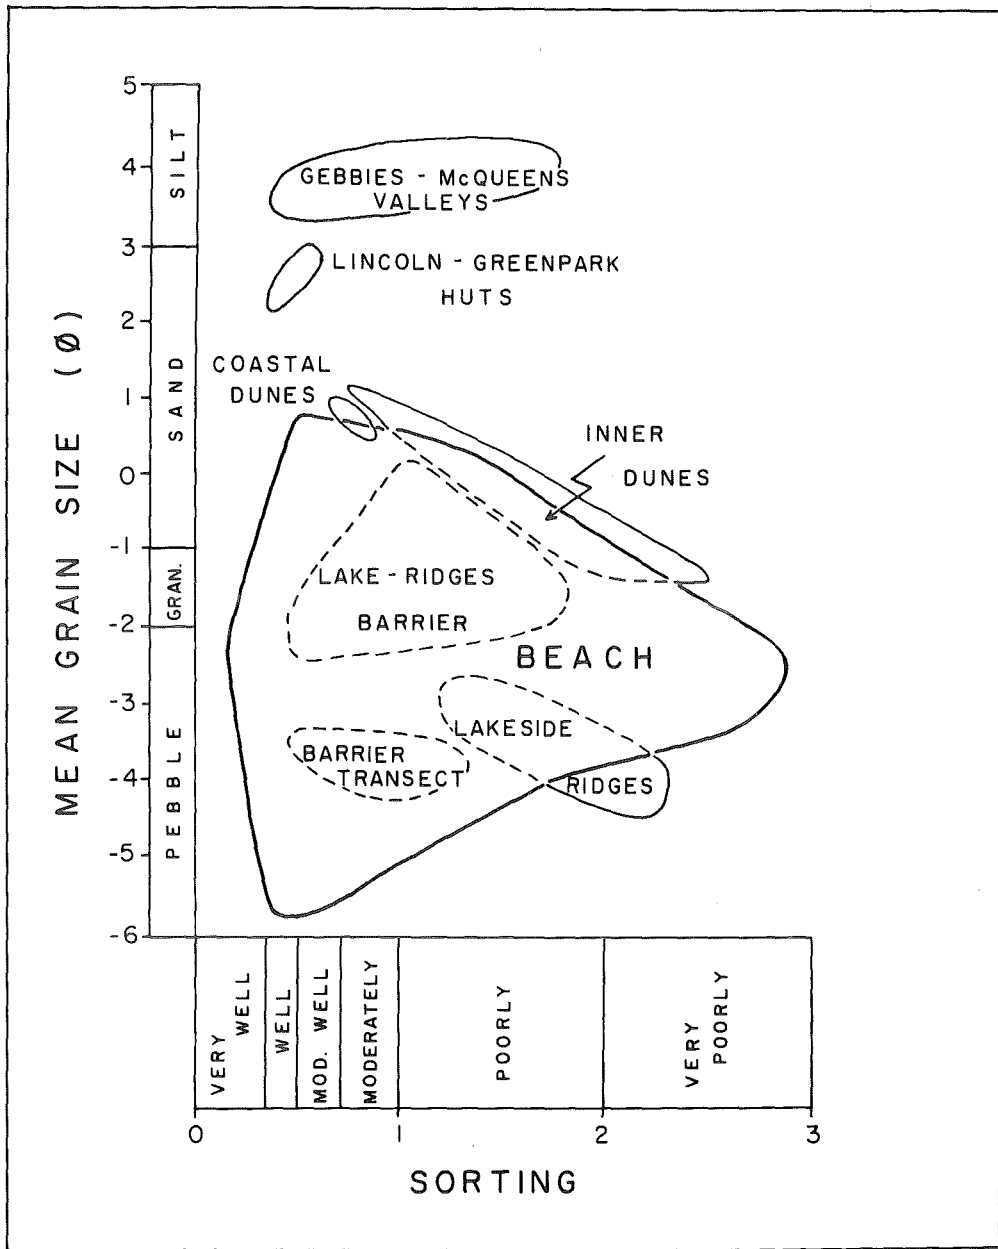 MEAN GRAIN SIZE (Ø)
5
4
3
2
1
0
-1
-2
-3
-4
-5
-6
SILT
SAND
GRAN.
PEBBLE
GEBBIES - McQUEENS
VALLEYS
LINCOLN - GREENPARK
HUTS
COASTAL
DUNES
INNER
DUNES
LAKE - RIDGES
BARRIER
BEACH
LAKESIDE
RIDGES
BARRIER
TRANSECT
VERY
WELL
WELL
MOD. WELL
MODERATELY
POORLY
VERY
POORLY
0
1
2
3
SORTING